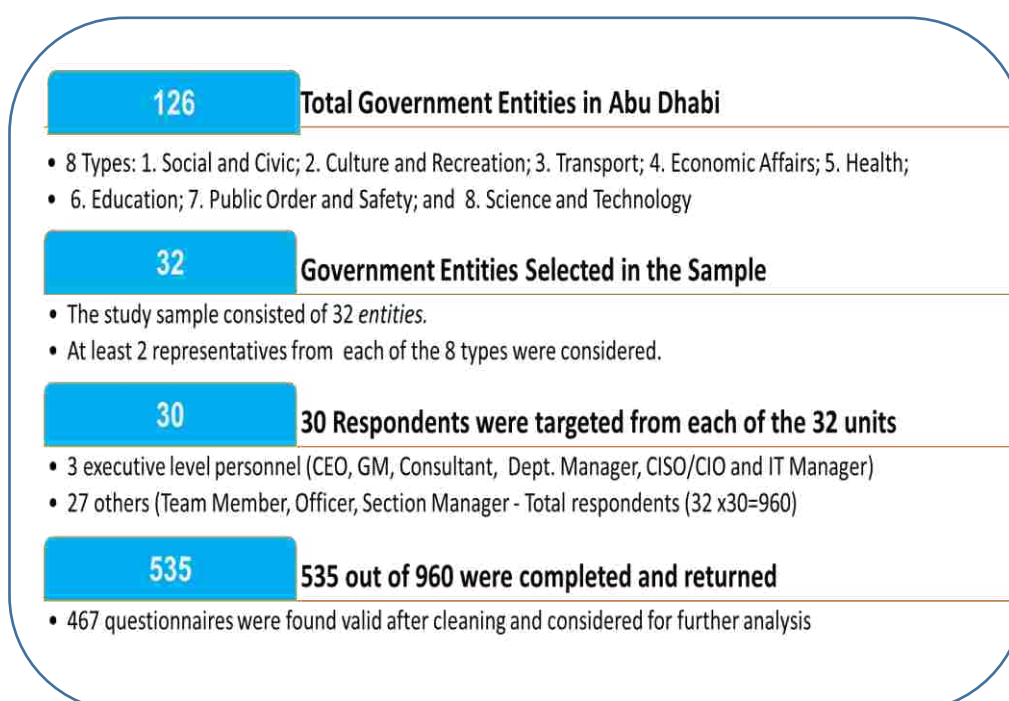 126
Total Government Entities in Abu Dhabi
• 8 Types: 1. Social and Civic; 2. Culture and Recreation; 3. Transport; 4. Economic Affairs; 5. Health;
• 6. Education; 7. Public Order and Safety; and 8. Science and Technology
32
Government Entities Selected in the Sample
• The study sample consisted of 32 entities.
• At least 2 representatives from each of the 8 types were considered.
30
30 Respondents were targeted from each of the 32 units
• 3 executive level personnel (CEO, GM, Consultant, Dept. Manager, CISO/CIO and IT Manager)
• 27 others (Team Member, Officer, Section Manager - Total respondents (32 x30=960)
535
535 out of 960 were completed and returned
• 467 questionnaires were found valid after cleaning and considered for further analysis